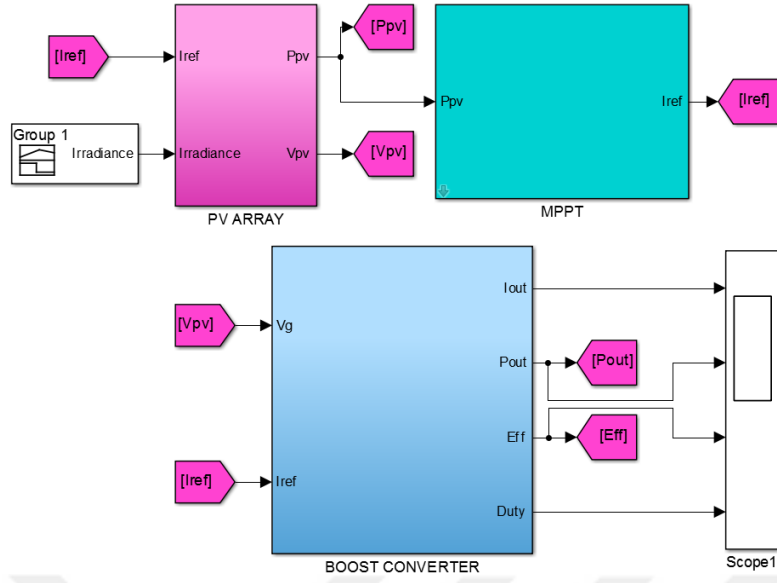 [Ppv]
[Iref]
Iref
Ppv
Ppv
Iref
[Iref]
Group 1
Irradiance
Irradiance
Vpv
[Vpv]
PV ARRAY
MPPT
Iout
[Vpv]
Vg
Pout
[Pout]
Eff
[Eff]
[Iref]
Iref
Duty
BOOST CONVERTER
Scope1